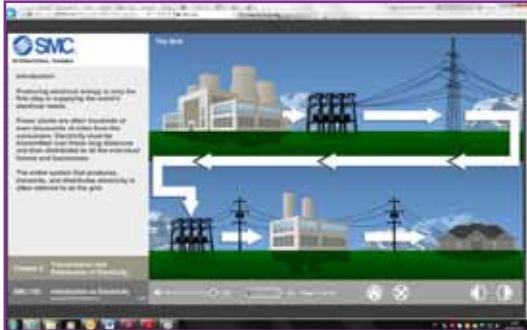 SMC
The Grid
Introduction
Producing electrical energy is only the
first step in supplying the world's
electrical needs.
Power plants are often hundreds or
even thousands of miles from the
consumers. Electricity must be
transmitted over these long distances
and then distributed to all the individual
homes and businesses.
The entire system that produces,
transmits, and distributes electricity is
often referred to as the grid.
Transmission and
Distribution of Electricity
Introduction to Electricity